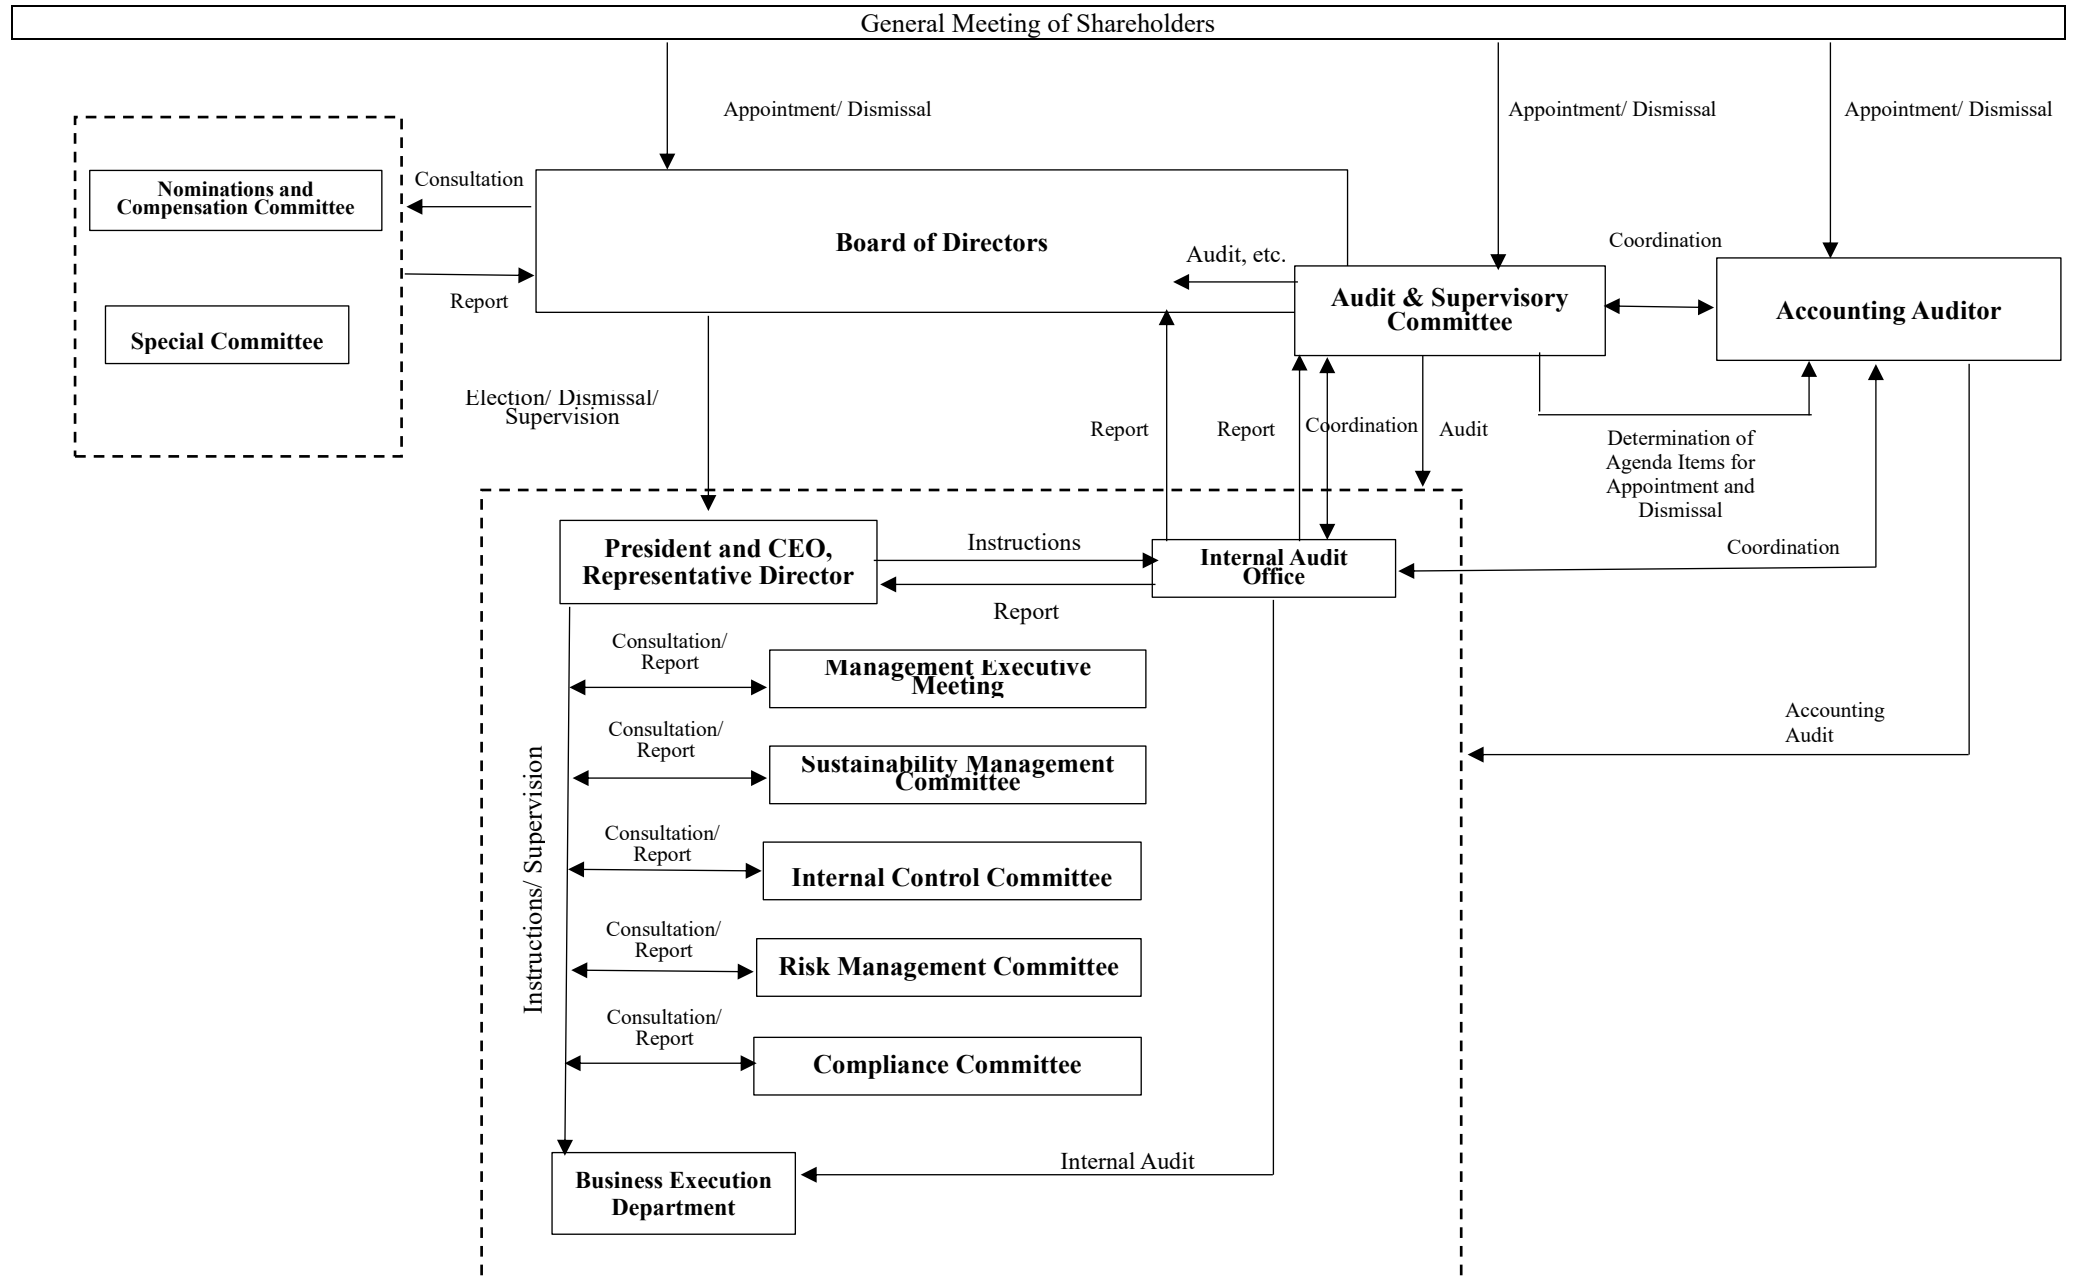 General Meeting of Shareholders
Appointment/ Dismissal
Appointment/ Dismissal
Appointment/ Dismissal
Nominations and
Compensation Committee
Special Committee
Consultation
Report
Board of Directors
Audit, etc.
Audit & Supervisory
Committee
Coordination
Accounting Auditor
Election/ Dismissal/
Supervision
Report
Report
Coordination
Audit
Determination of
Agenda Items for
Appointment and
Dismissal
Coordination
President and CEO,
Representative Director
Instructions
Report
Internal Audit
Office
Consultation/
Report
Management Executive
Meeting
Consultation/
Report
Sustainability Management
Committee
Accounting
Audit
Instructions/ Supervision
Consultation/
Report
Internal Control Committee
Consultation/
Report
Risk Management Committee
Consultation/
Report
Compliance Committee
Business Execution
Department
Internal Audit